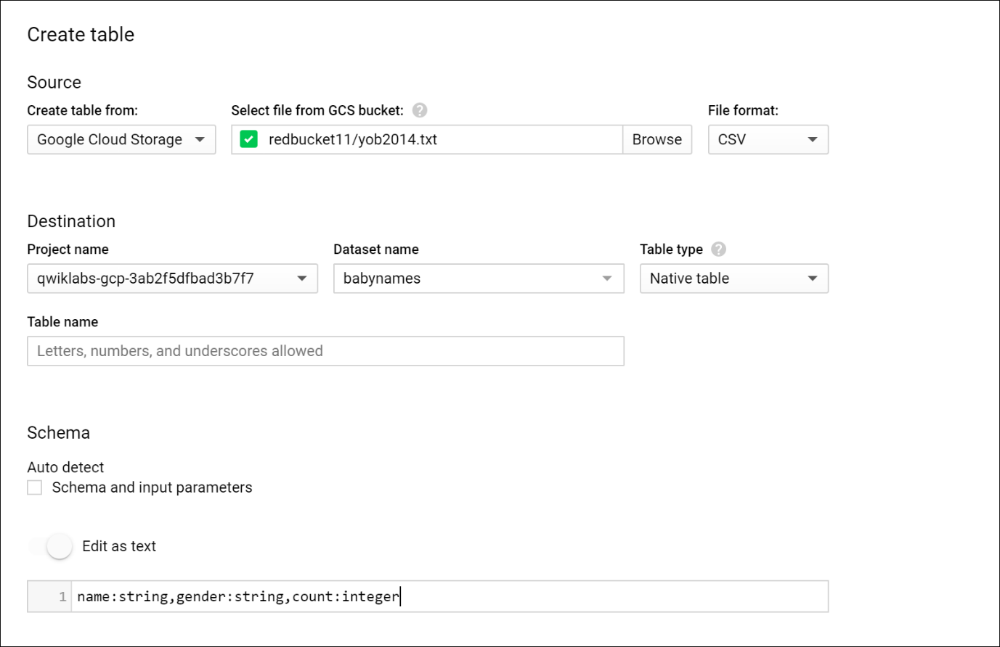 Create table
Source
Create table from: Select file from GCS bucket: ? File format:
Google Cloud Storage redbucket11/yob2014.txt Browse CSV
Destination
Project name Dataset name Table type ?
qwiklabs-gcp-3ab2f5dfbad3b7f7 babynames Native table
Table name
Letters, numbers, and underscores allowed
Schema
Auto detect
Schema and input parameters
Edit as text
1 name:string,gender:string,count:integer